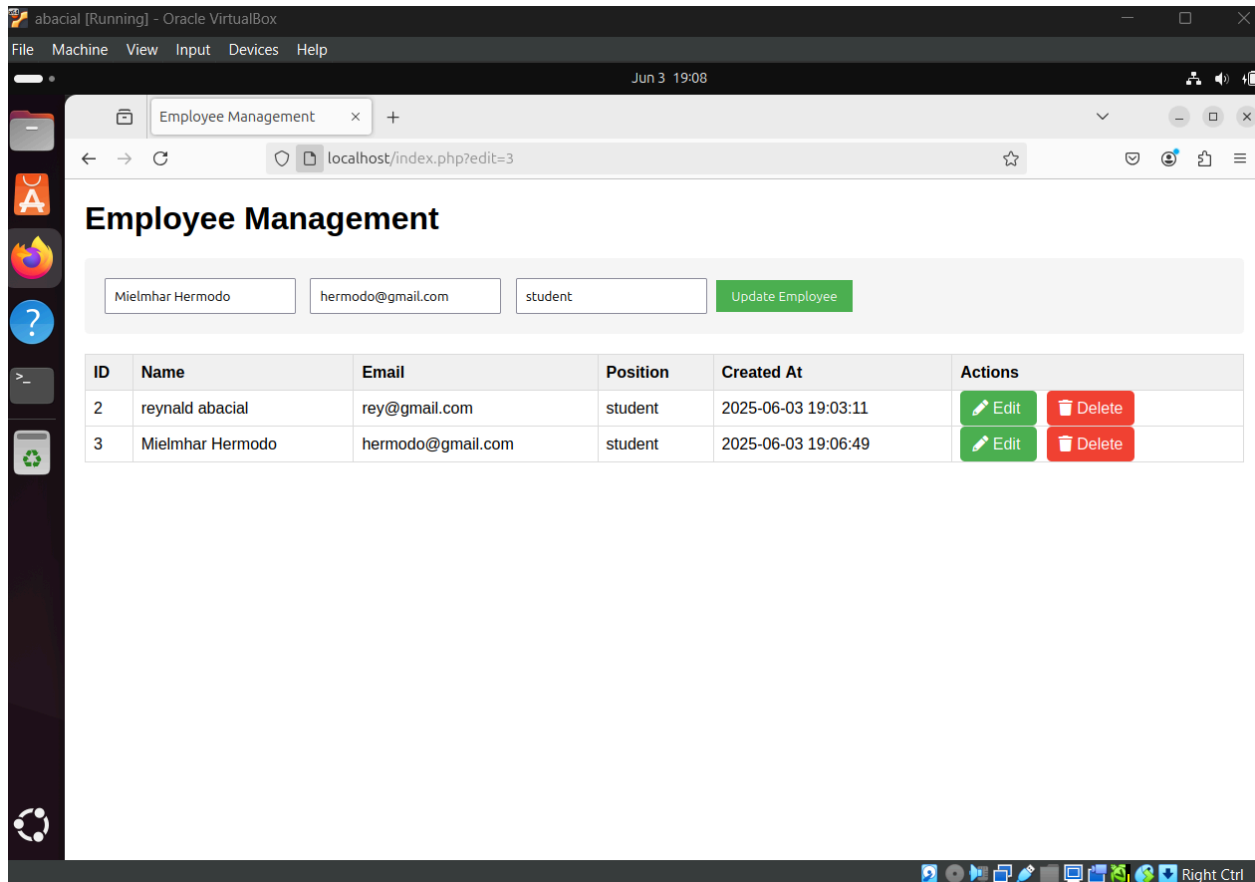 abacial [Running] - Oracle VirtualBox
File Machine View Input Devices Help
Jun 3 19:08
Employee Management
localhost/index.php?edit=3
Employee Management
Mielmhar Hermodo hermodo@gmail.com student Update Employee
ID Name Email Position Created At Actions
2 reynald abacial rey@gmail.com student 2025-06-03 19:03:11 Edit Delete
3 Mielmhar Hermodo hermodo@gmail.com student 2025-06-03 19:06:49 Edit Delete
Right Ctrl